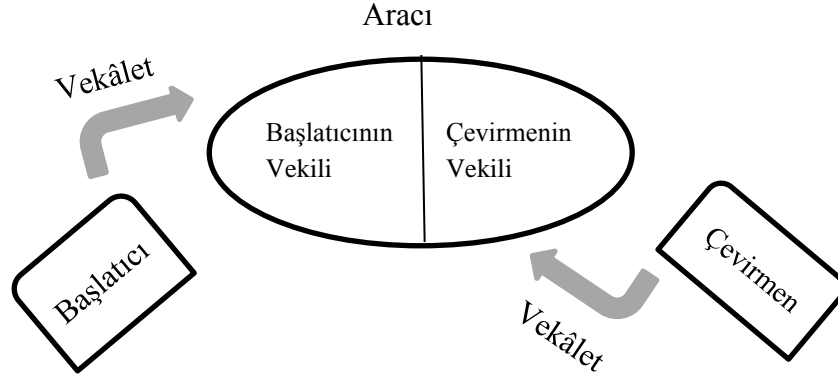 Aracı
Vekâlet
Başlatıcının
Vekili
Çevirmenin
Vekili
Başlatıcı
Çevirmen
Vekâlet